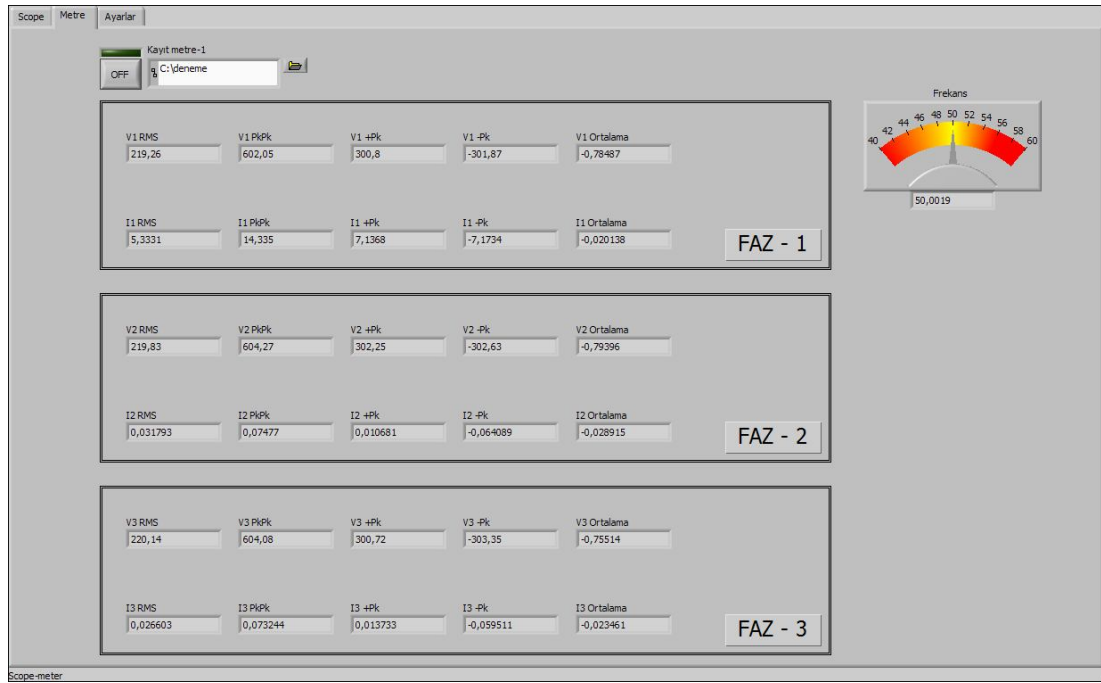 Scope Metre Ayarlar
Kayıt metre-1
OFF C:\deneme
Frekans
40 42 44 46 48 50 52 54 56 58 60
50,0019
V1 RMS V1 PkPk V1 +Pk V1 -Pk V1 Ortalama
219,26 602,05 300,8 -301,87 -0,78487
I1 RMS I1 PkPk I1 +Pk I1 -Pk I1 Ortalama
5,3331 14,335 7,1368 -7,1734 -0,020138
FAZ - 1
V2 RMS V2 PkPk V2 +Pk V2 -Pk V2 Ortalama
219,83 604,27 302,25 -302,63 -0,79396
I2 RMS I2 PkPk I2 +Pk I2 -Pk I2 Ortalama
0,031793 0,07477 0,010681 -0,064089 -0,028915
FAZ - 2
V3 RMS V3 PkPk V3 +Pk V3 -Pk V3 Ortalama
220,14 604,08 300,72 -303,35 -0,75514
I3 RMS I3 PkPk I3 +Pk I3 -Pk I3 Ortalama
0,026603 0,073244 0,013733 -0,059511 -0,023461
FAZ - 3
Scope-meter